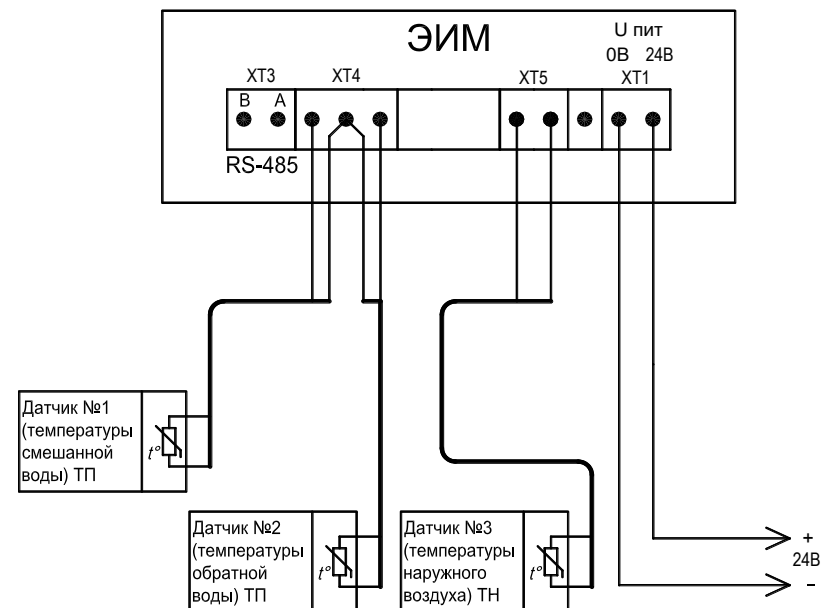 ЭИМ
U пит
0В 24В
XT3 XT4 XT5 XT1
B A
RS-485
Датчик №1
(температуры
смешанной
воды) ТП
t°
Датчик №2
(температуры
обратной
воды) ТП
t°
Датчик №3
(температуры
наружного
воздуха) ТН
t°
+
24В
-